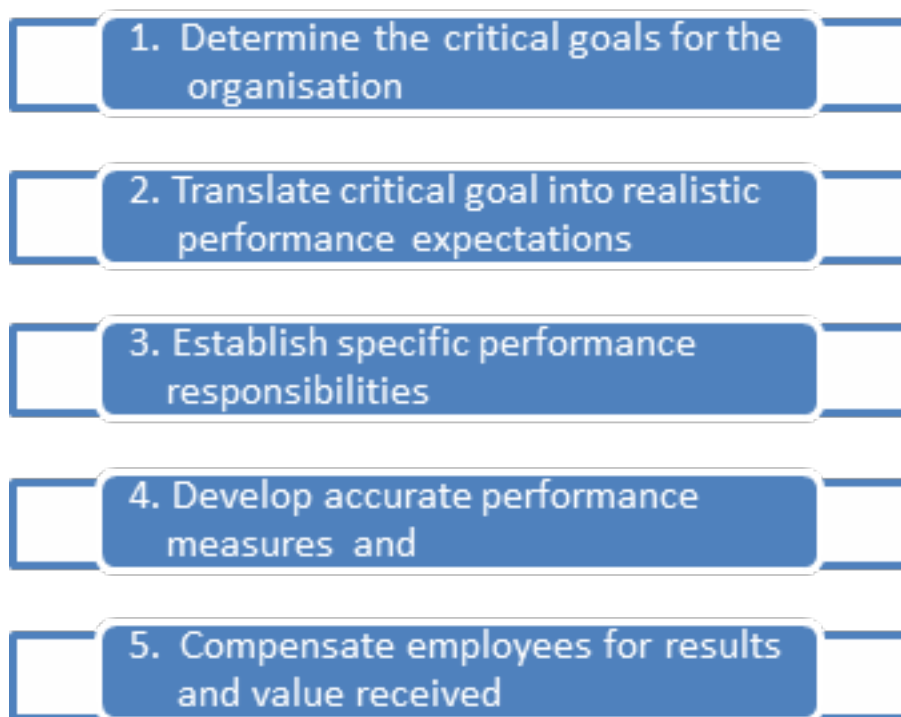 1. Determine the critical goals for the
organisation
2. Translate critical goal into realistic
performance expectations
3. Establish specific performance
responsibilities
4. Develop accurate performance
measures and
5. Compensate employees for results
and value received